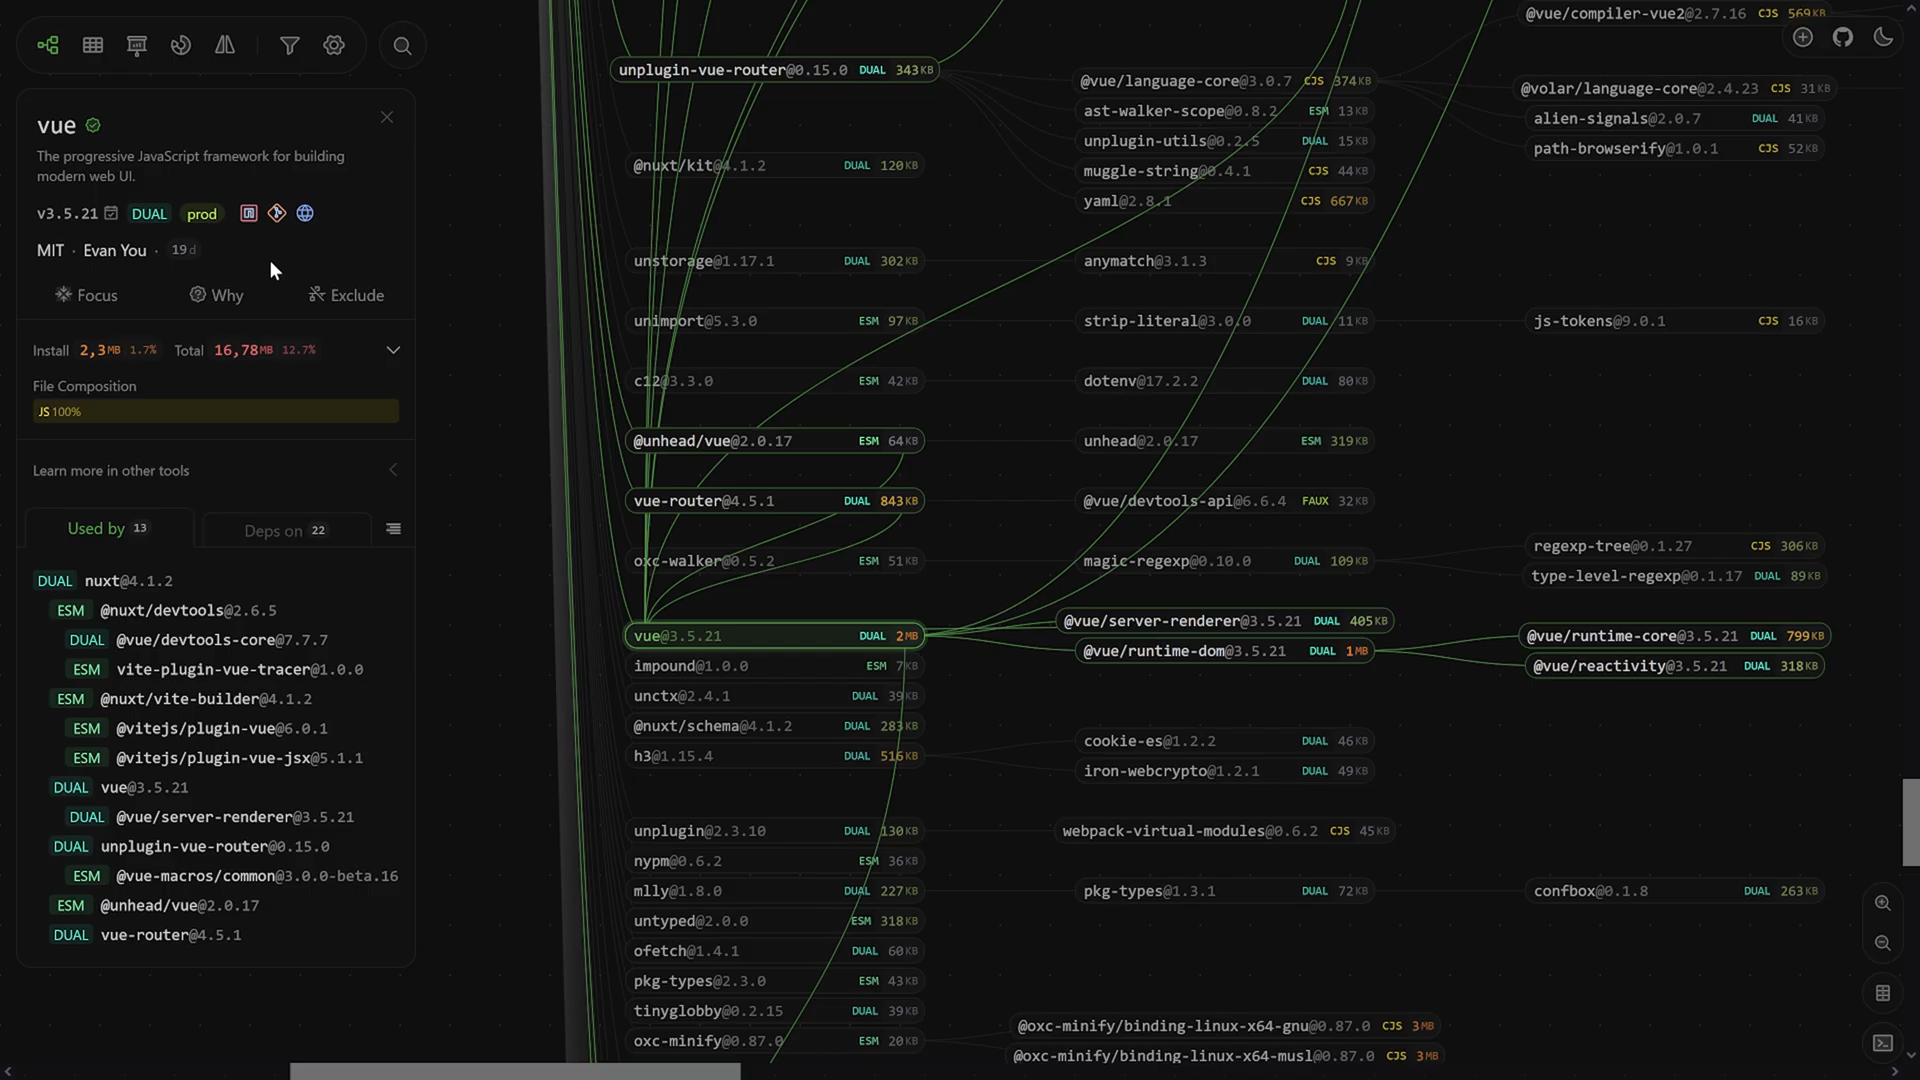 vue
The progressive JavaScript framework for building
modern web UI.
v3.5.21 DUAL prod
MIT · Evan You · 19d
Focus Why Exclude
Install 2,3MB 1.7% Total 16,78MB 12.7%
File Composition
JS 100%
Learn more in other tools
Used by 13 Deps on 22
DUAL nuxt@4.1.2
ESM @nuxt/devtools@2.6.5
DUAL @vue/devtools-core@7.7.7
ESM vite-plugin-vue-tracer@1.0.0
ESM @nuxt/vite-builder@4.1.2
ESM @vitejs/plugin-vue@6.0.1
ESM @vitejs/plugin-vue-jsx@5.1.1
DUAL vue@3.5.21
DUAL @vue/server-renderer@3.5.21
DUAL unplugin-vue-router@0.15.0
ESM @vue-macros/common@3.0.0-beta.16
ESM @unhead/vue@2.0.17
DUAL vue-router@4.5.1
unplugin-vue-router@0.15.0 DUAL 343KB
@nuxt/kit@4.1.2 DUAL 120KB
unstorage@1.17.1 DUAL 302KB
unimport@5.3.0 ESM 97KB
c12@3.3.0 ESM 42KB
@unhead/vue@2.0.17 ESM 64KB
vue-router@4.5.1 DUAL 843KB
oxc-walker@0.5.2 ESM 51KB
vue@3.5.21 DUAL 2MB
impound@1.0.0 ESM 7KB
unctx@2.4.1 DUAL 39KB
@nuxt/schema@4.1.2 DUAL 283KB
h3@1.15.4 DUAL 516KB
unplugin@2.3.10 DUAL 130KB
nypm@0.6.2 ESM 36KB
mlly@1.8.0 DUAL 227KB
untyped@2.0.0 ESM 318KB
ofetch@1.4.1 DUAL 60KB
pkg-types@2.3.0 ESM 43KB
tinyglobby@0.2.15 DUAL 39KB
oxc-minify@0.87.0 ESM 20KB
@vue/language-core@3.0.7 CJS 374KB
ast-walker-scope@0.8.2 ESM 13KB
unplugin-utils@0.2.5 DUAL 15KB
muggle-string@0.4.1 CJS 44KB
yaml@2.8.1 CJS 667KB
anymatch@3.1.3 CJS 9KB
strip-literal@3.0.0 DUAL 11KB
dotenv@17.2.2 DUAL 80KB
unhead@2.0.17 ESM 319KB
@vue/devtools-api@6.6.4 FAUX 32KB
magic-regexp@0.10.0 DUAL 109KB
@vue/server-renderer@3.5.21 DUAL 405KB
@vue/runtime-dom@3.5.21 DUAL 1MB
cookie-es@1.2.2 DUAL 46KB
iron-webcrypto@1.2.1 DUAL 49KB
webpack-virtual-modules@0.6.2 CJS 45KB
pkg-types@1.3.1 DUAL 72KB
@oxc-minify/binding-linux-x64-gnu@0.87.0 CJS 3MB
@oxc-minify/binding-linux-x64-musl@0.87.0 CJS 3MB
@vue/compiler-vue2@2.7.16 CJS 569KB
@volar/language-core@2.4.23 CJS 31KB
alien-signals@2.0.7 DUAL 41KB
path-browserify@1.0.1 CJS 52KB
js-tokens@9.0.1 CJS 16KB
regexp-tree@0.1.27 CJS 306KB
type-level-regexp@0.1.17 DUAL 89KB
@vue/runtime-core@3.5.21 DUAL 799KB
@vue/reactivity@3.5.21 DUAL 318KB
confbox@0.1.8 DUAL 263KB